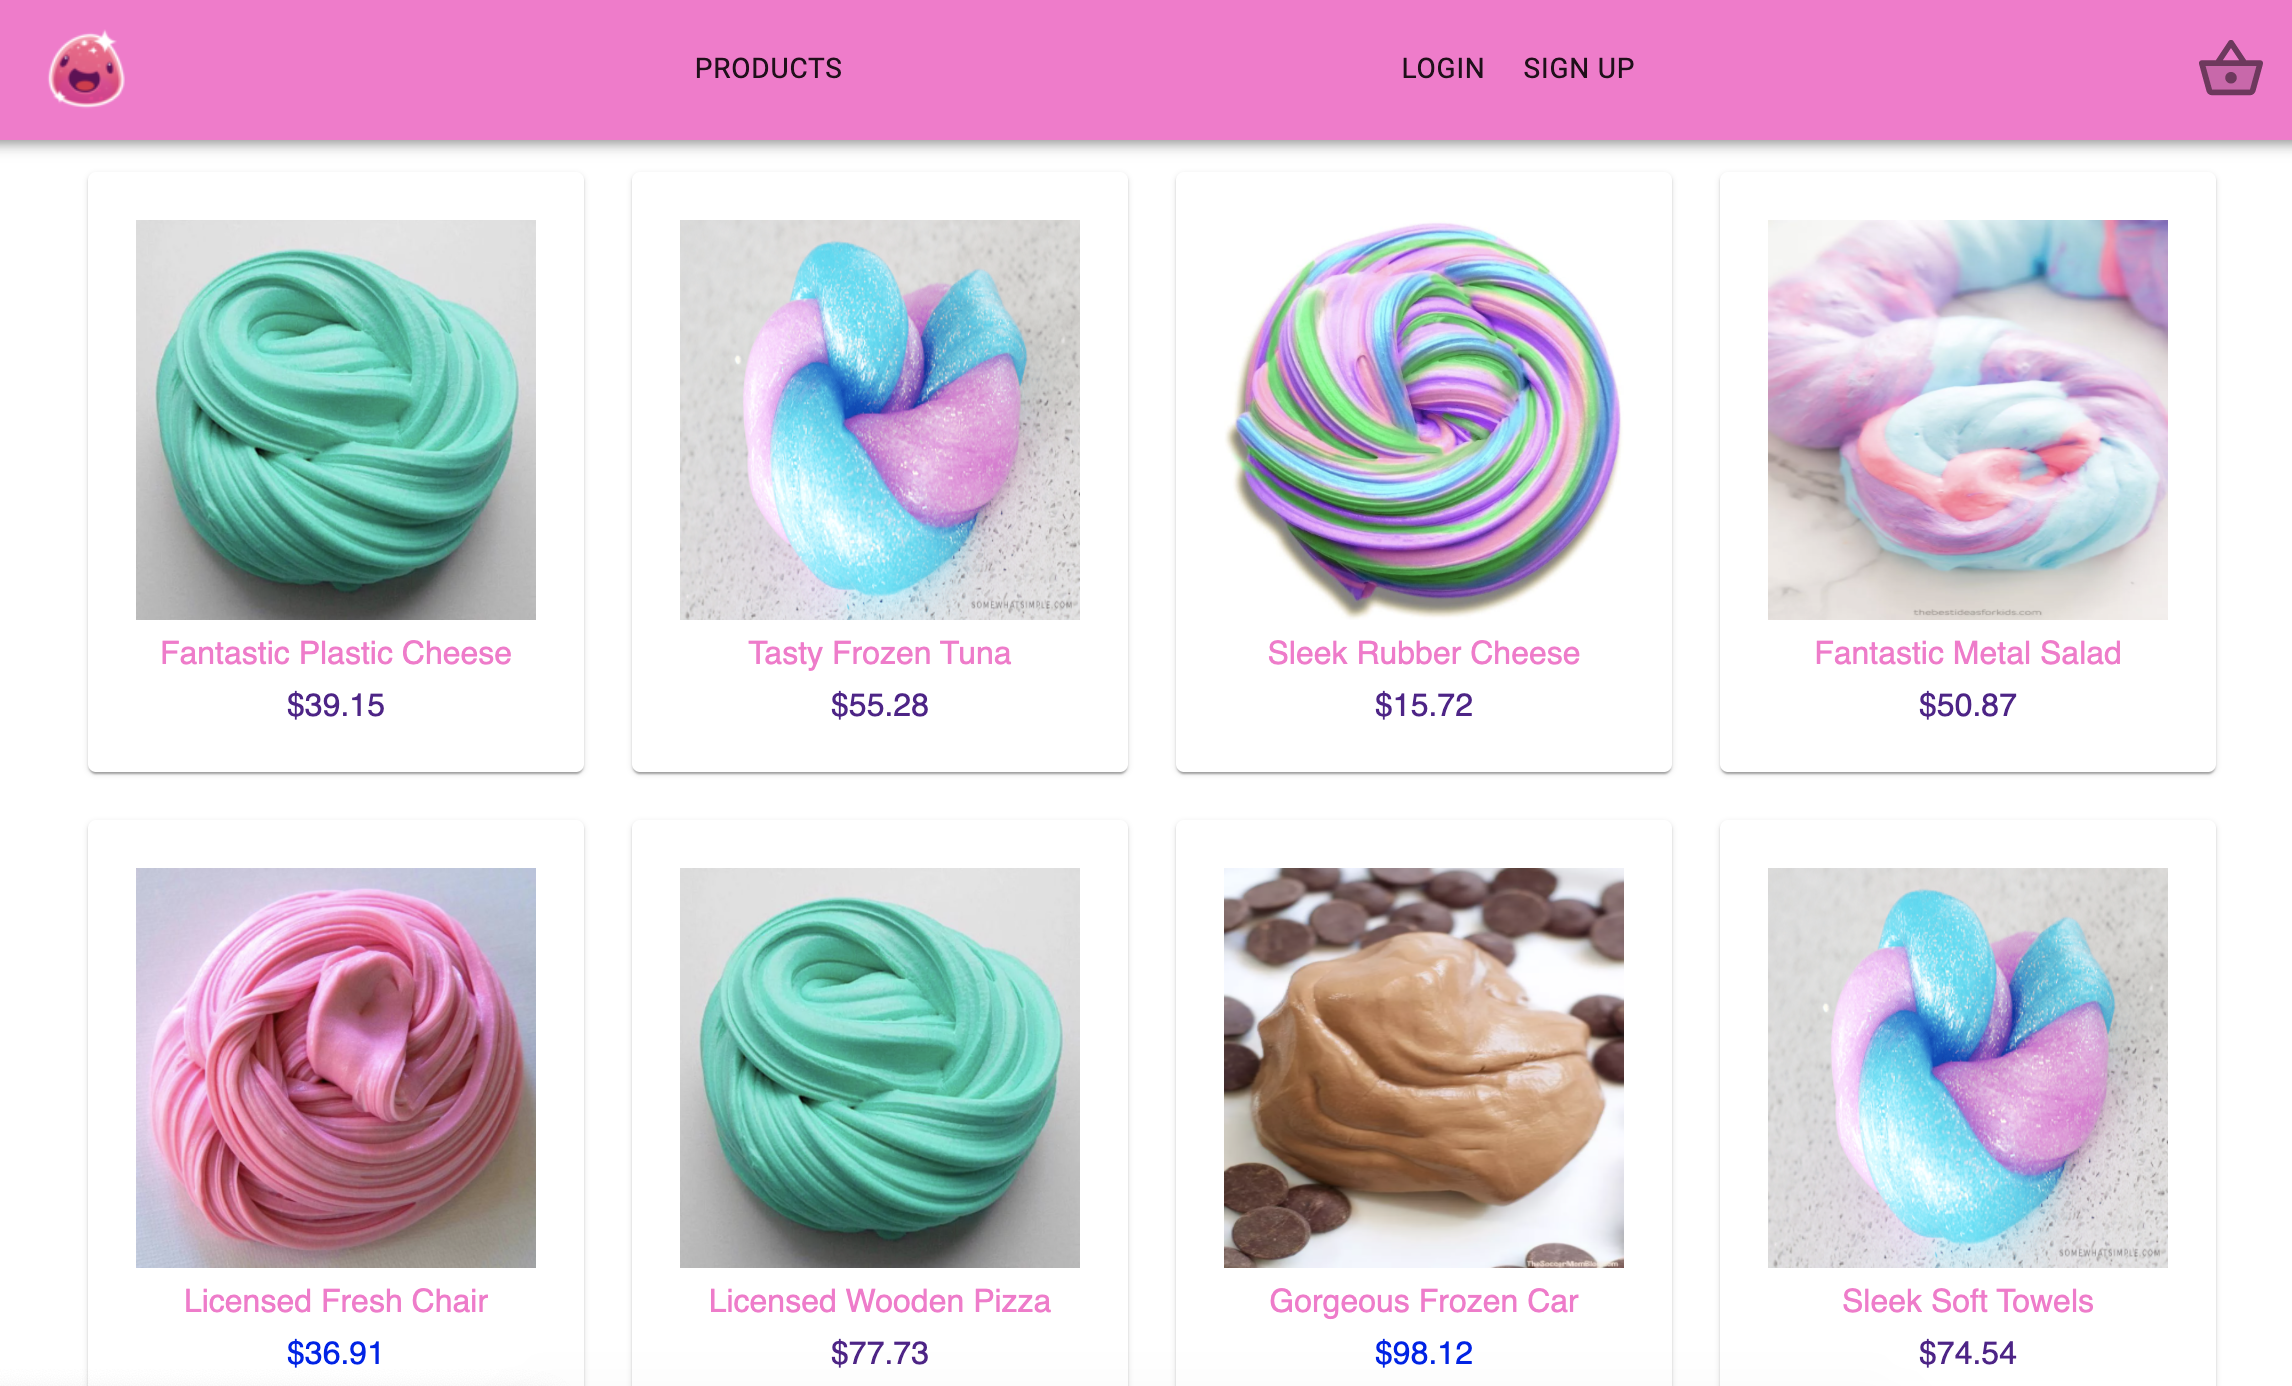 PRODUCTS
LOGIN SIGN UP
SOMEWHATSIMPLE.COM
thebestideasforkids.com
Fantastic Plastic Cheese
$39.15
Tasty Frozen Tuna
$55.28
Sleek Rubber Cheese
$15.72
Fantastic Metal Salad
$50.87
TheSoccerMomBlog.com
SOMEWHATSIMPLE.COM
Licensed Fresh Chair
$36.91
Licensed Wooden Pizza
$77.73
Gorgeous Frozen Car
$98.12
Sleek Soft Towels
$74.54